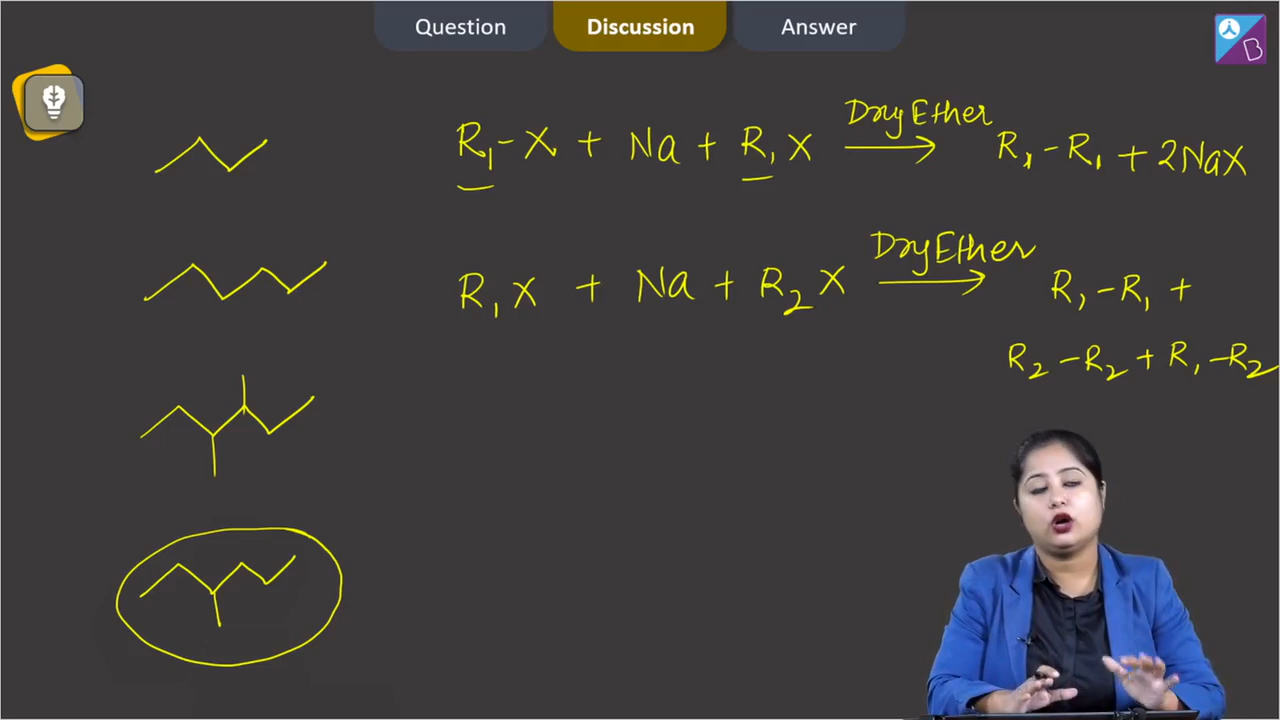 Question
Discussion
Answer
B
R₁-X + Na + R₁X Dry Ether R₁-R₁ + 2NaX
R₁X + Na + R₂X Dry Ether R₁-R₁ +
R₂-R₂ + R₁-R₂